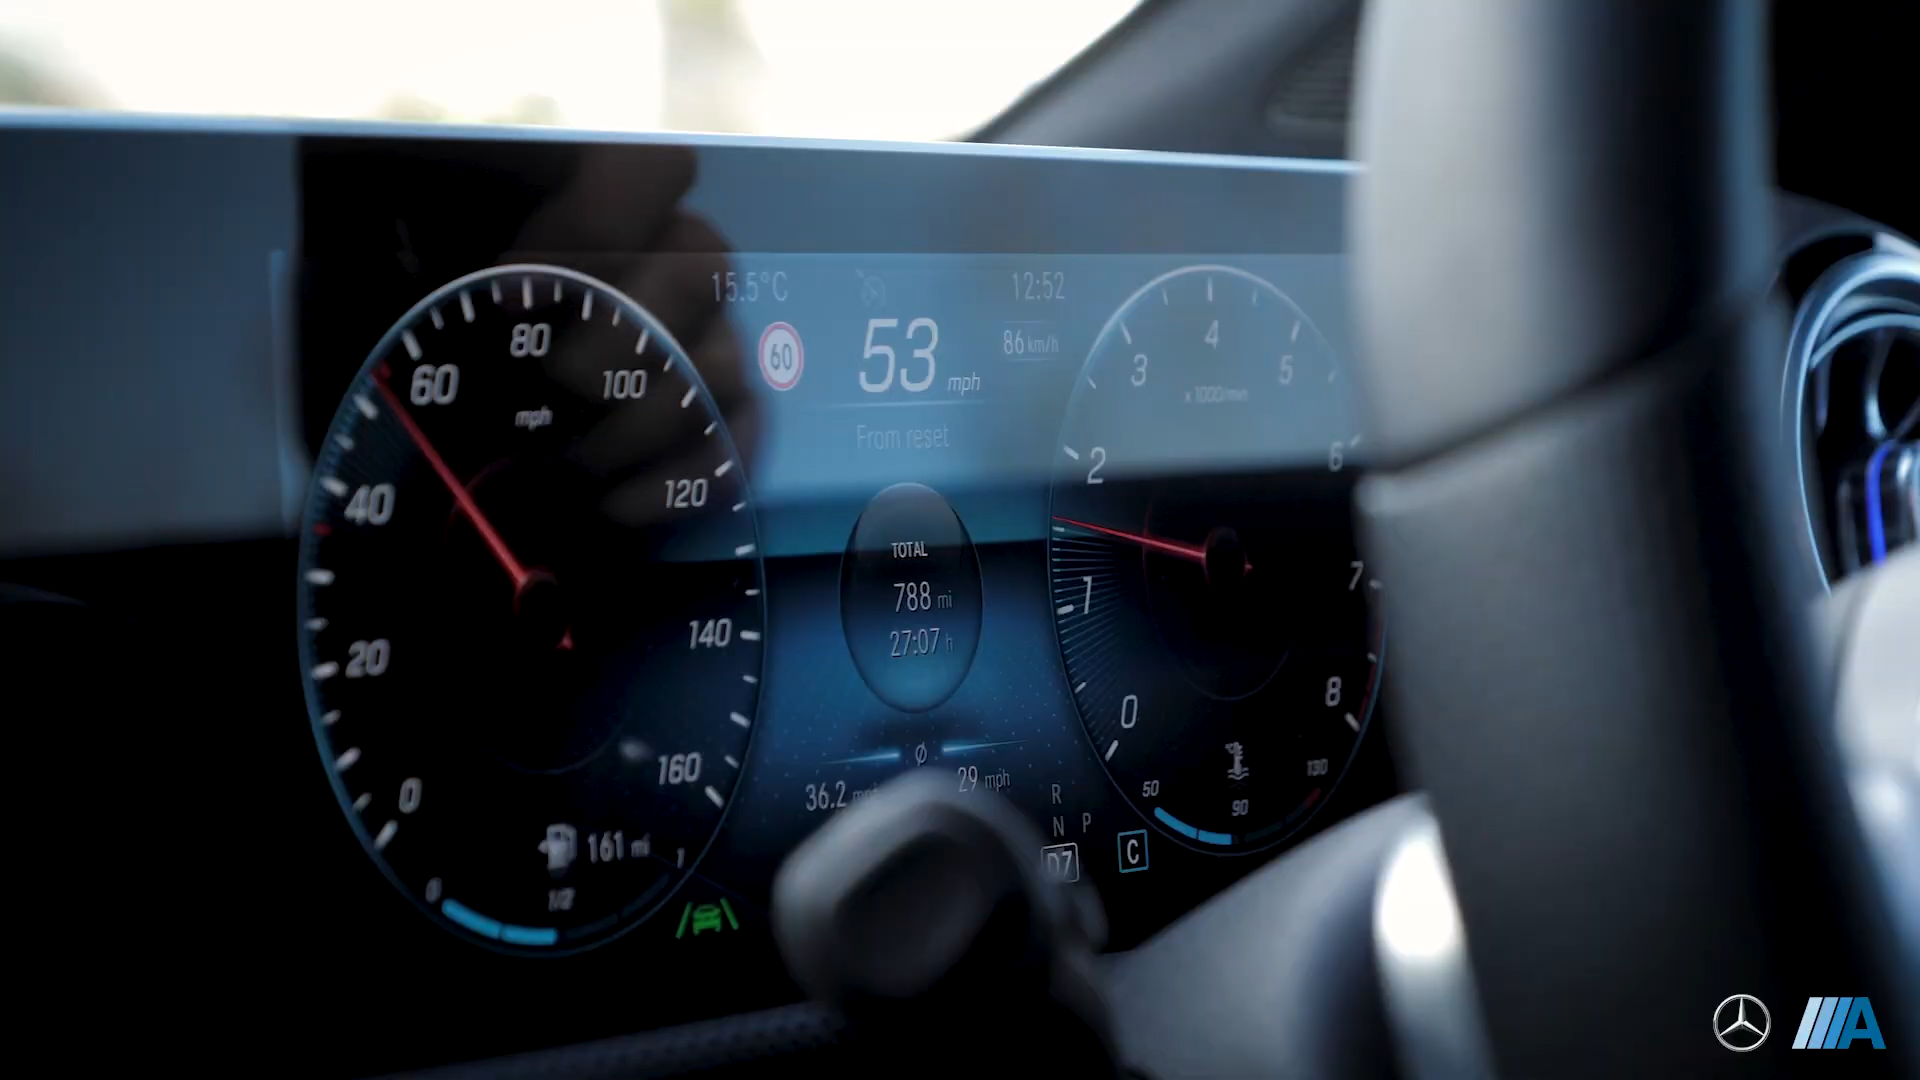 15.5°C
12:52
60
53 mph
86 km/h
From reset
0
20
40
60
80
100
120
140
160
mph
TOTAL
788 mi
27:07 h
Ø
36.2
29 mph
161 mi
0
1/2
1
0
1
2
3
4
5
6
7
8
x 1000/min
50
90
130
R
N P
D7
C
A